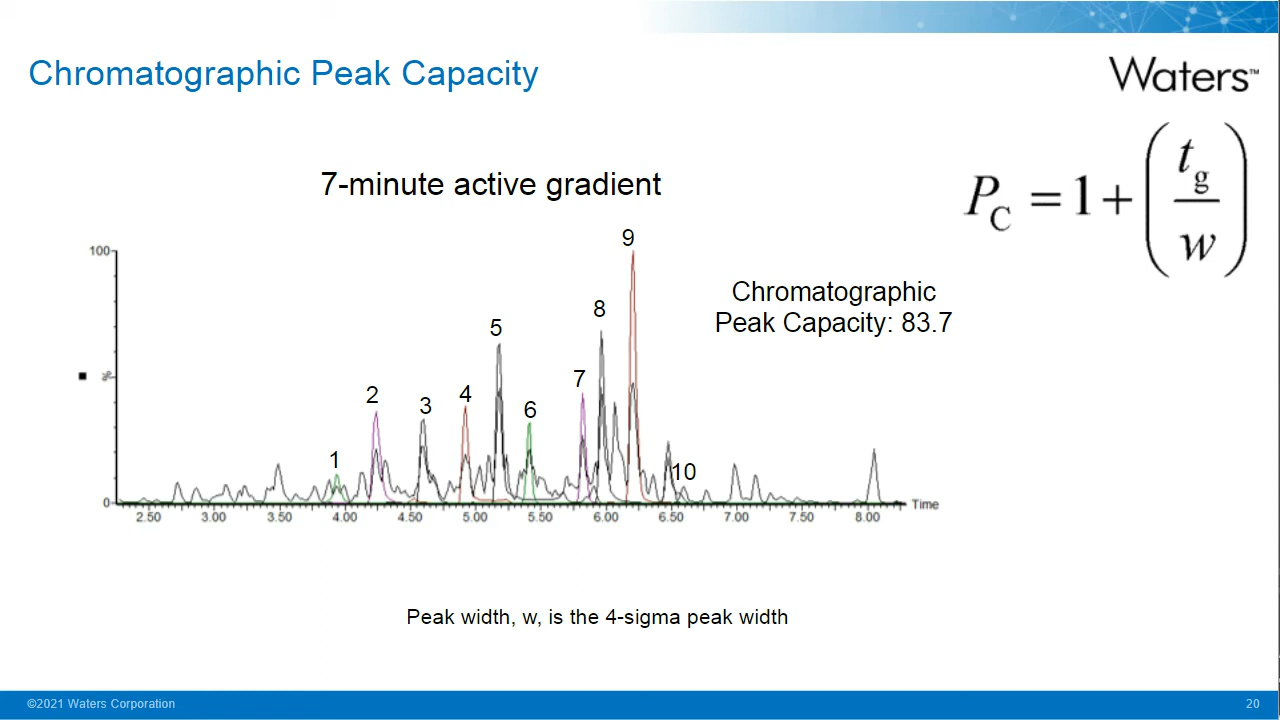 Chromatographic Peak Capacity
Waters™
7-minute active gradient
P_C = 1 + (t_g / w)
Chromatographic
Peak Capacity: 83.7
100
%
0
1
2
3
4
5
6
7
8
9
10
2.50 3.00 3.50 4.00 4.50 5.00 5.50 6.00 6.50 7.00 7.50 8.00 Time
Peak width, w, is the 4-sigma peak width
©2021 Waters Corporation
20